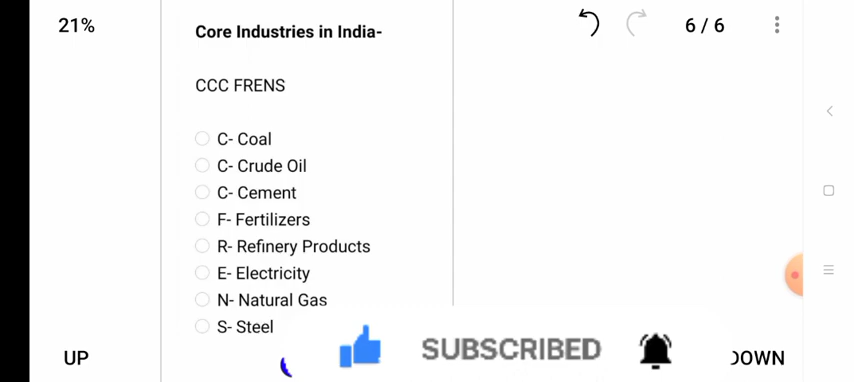 21%
6 / 6
Core Industries in India-
CCC FRENS
C- Coal
C- Crude Oil
C- Cement
F- Fertilizers
R- Refinery Products
E- Electricity
N- Natural Gas
S- Steel
SUBSCRIBED
UP
DOWN